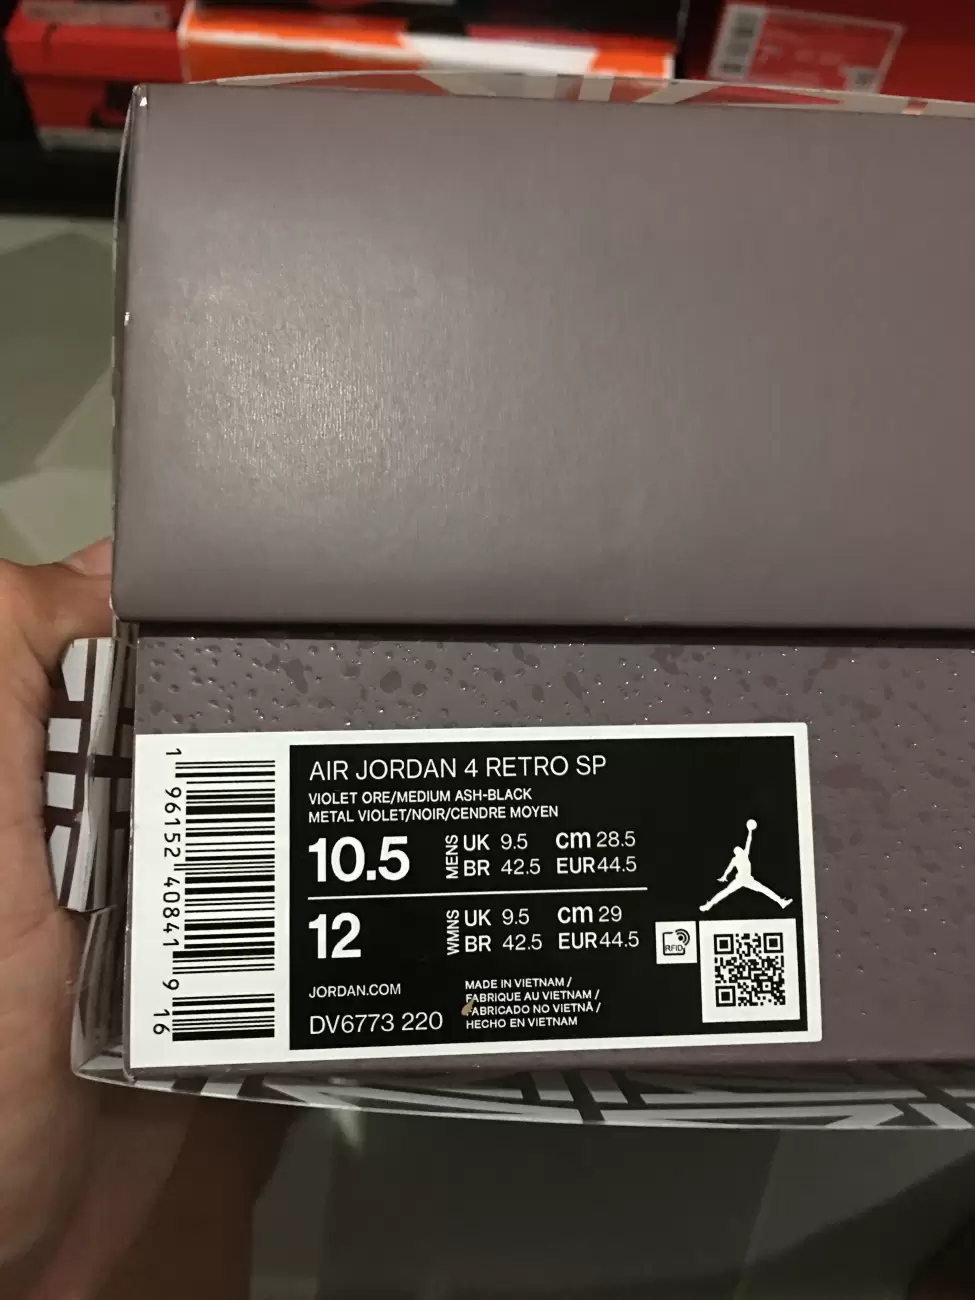 AIR JORDAN 4 RETRO SP
VIOLET ORE/MEDIUM ASH-BLACK
METAL VIOLET/NOIR/CENDRE MOYEN
10.5 MENS UK 9.5 cm 28.5
BR 42.5 EUR 44.5
12 WMNS UK 9.5 cm 29
BR 42.5 EUR 44.5
RFID
JORDAN.COM
DV6773 220
MADE IN VIETNAM /
FABRIQUE AU VIETNAM /
FABRICADO NO VIETNÃ /
HECHO EN VIETNAM
1 96152 40841 9 16